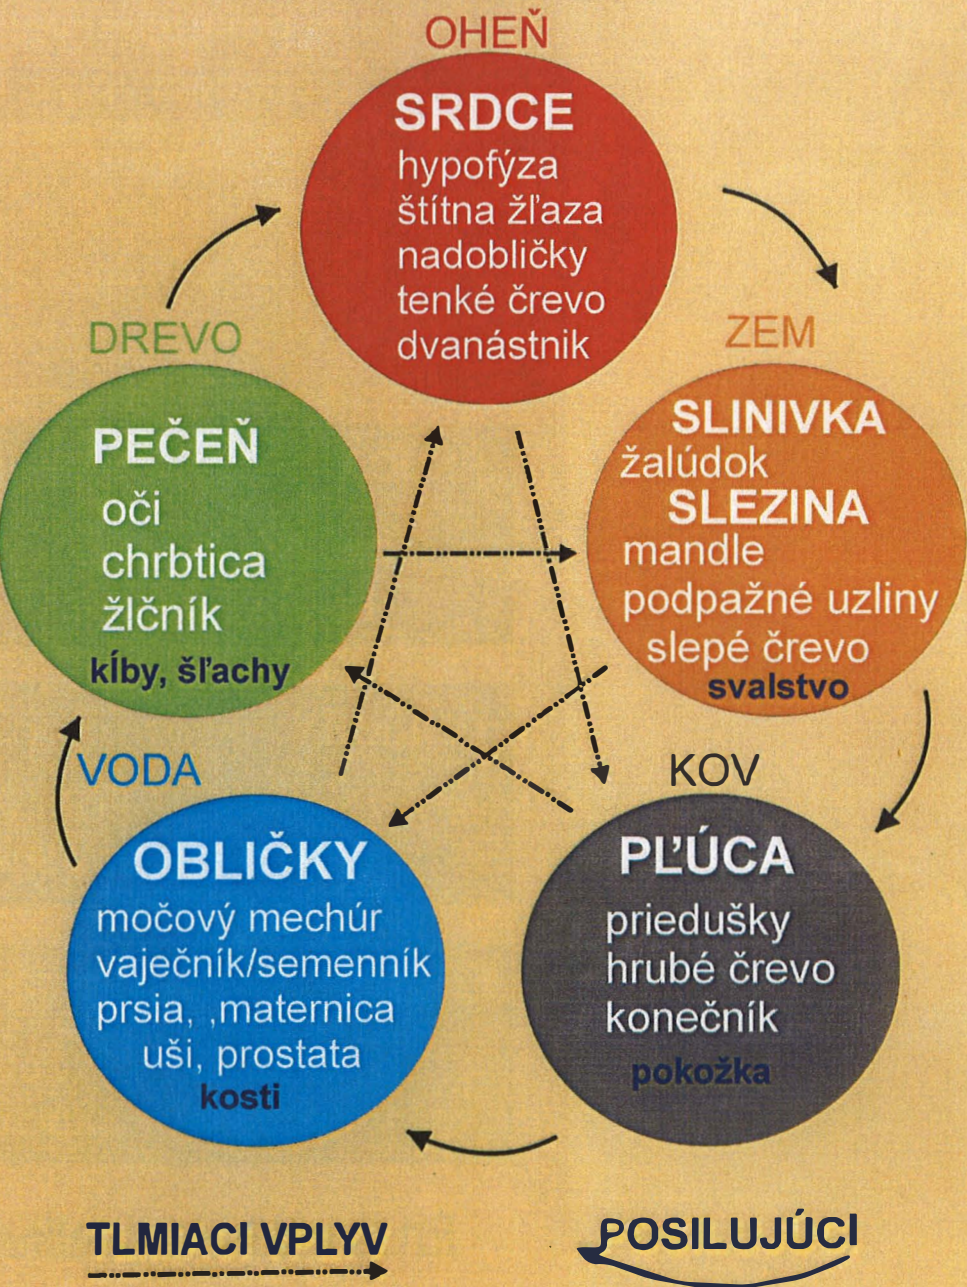 OHEŇ
SRDCE
hypofýza
štítna žľaza
nadobličky
tenké črevo
dvanástnik
DREVO
PEČEŇ
oči
chrbtica
žlčník
kĺby, šľachy
ZEM
SLINIVKA
žalúdok
SLEZINA
mandle
podpažné uzliny
slepé črevo
svalstvo
VODA
OBLIČKY
močový mechúr
vaječník/semenník
prsia, ,maternica
uši, prostata
kosti
KOV
PĽÚCA
priedušky
hrubé črevo
konečník
pokožka
TLMIACI VPLYV
POSILUJÚCI